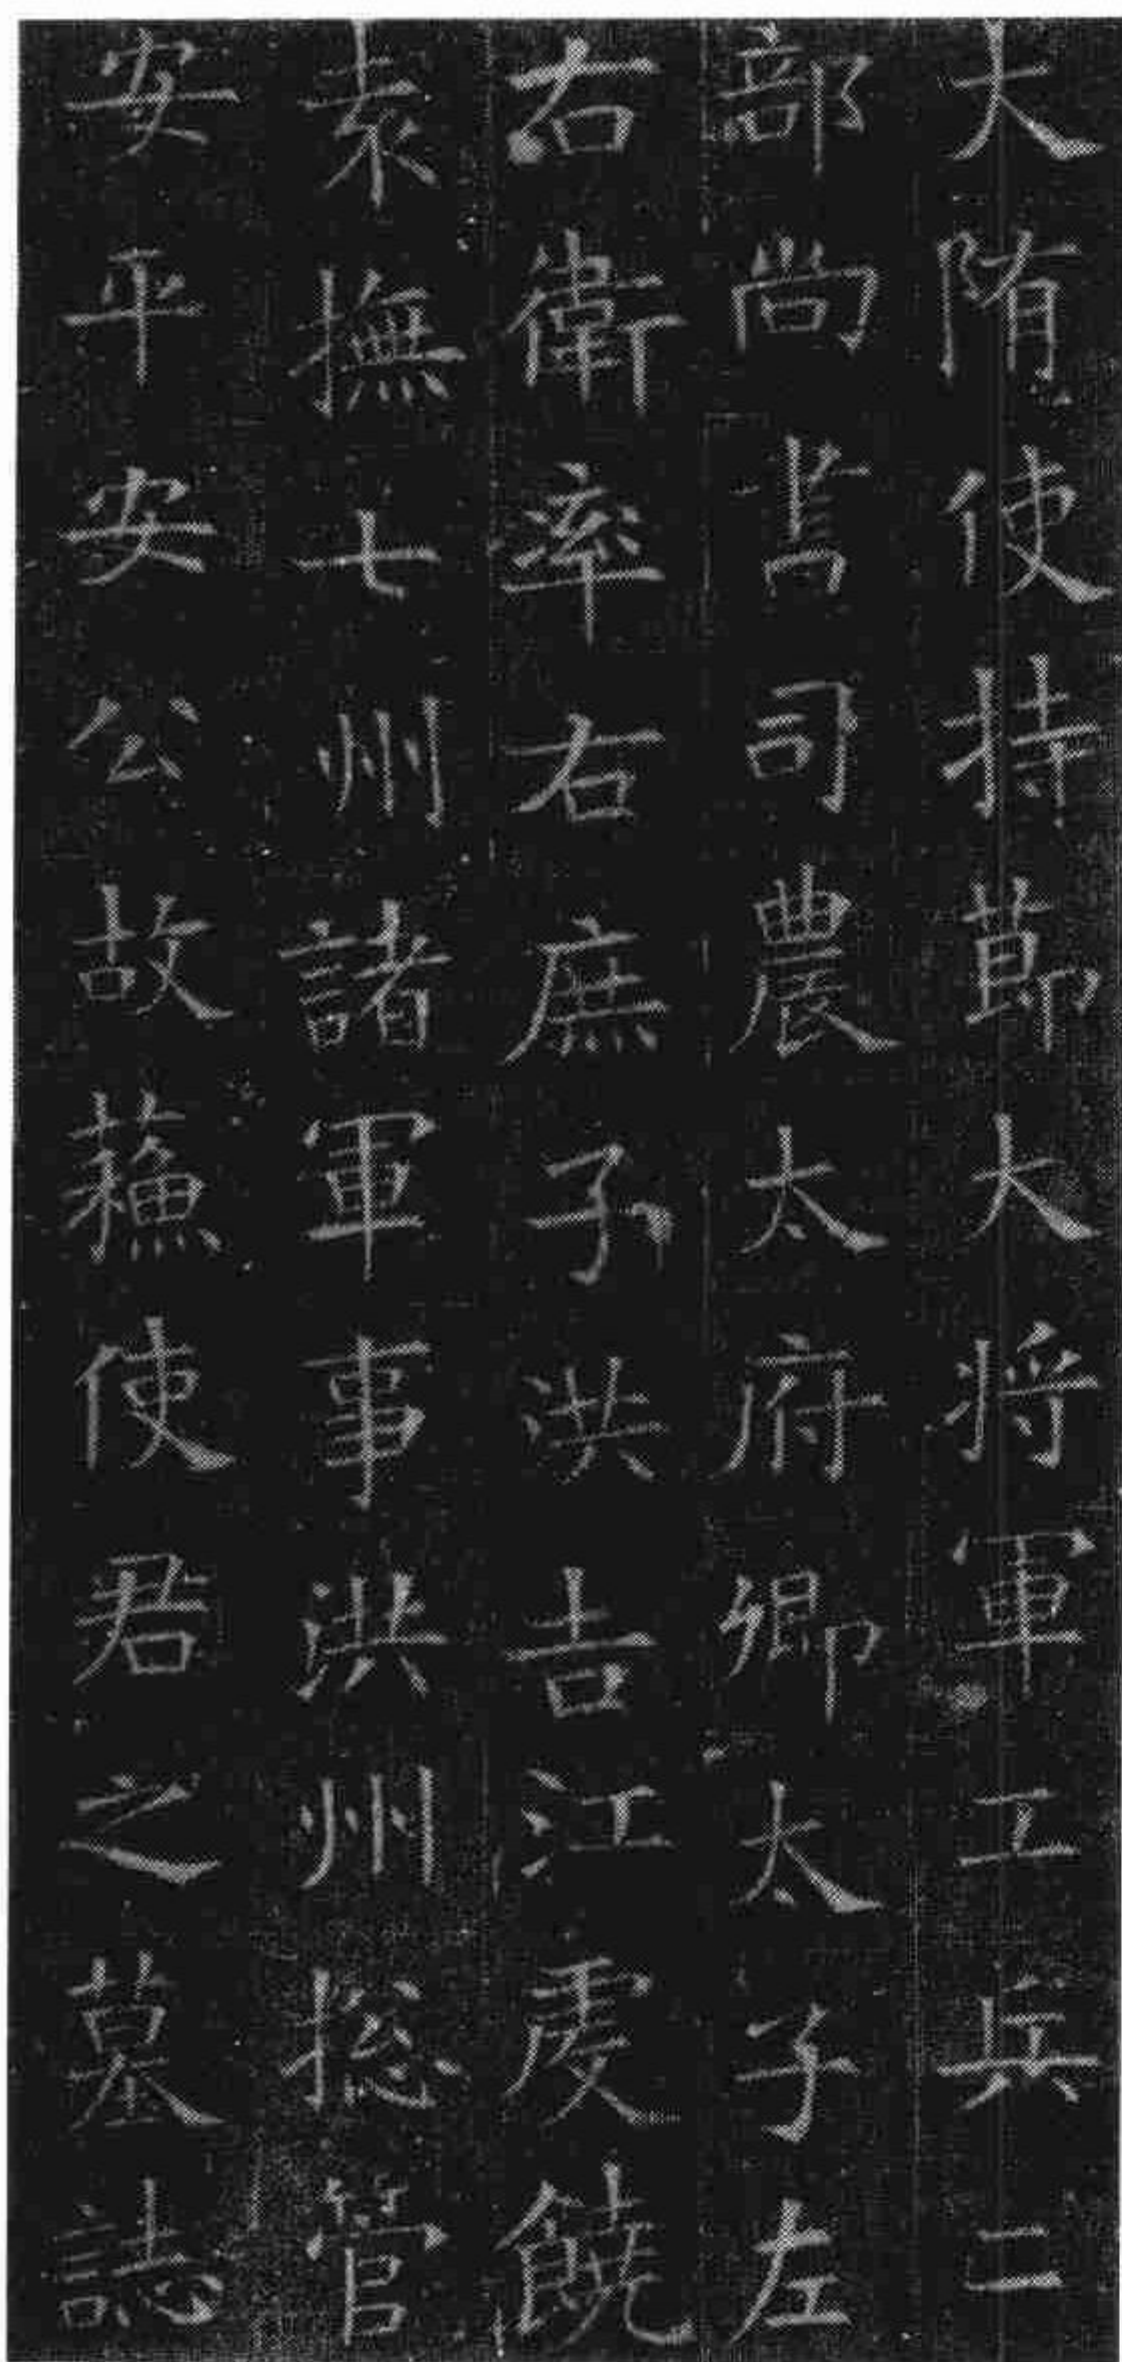 大隋使持節大將軍工兵二
部尚書司農太府卿太子左
右衛率右庶子洪吉江虔饒
袁撫七州諸軍事洪州総管
安平安公故蘇使君之墓誌